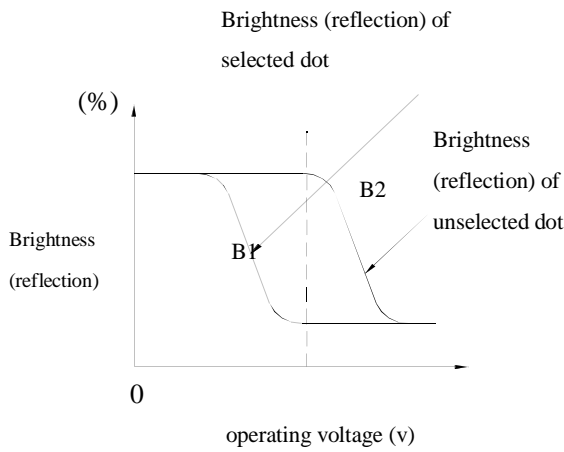 Brightness (reflection) of
selected dot
(%)
Brightness
(reflection) of
unselected dot
B2
B1
Brightness
(reflection)
0
operating voltage (v)